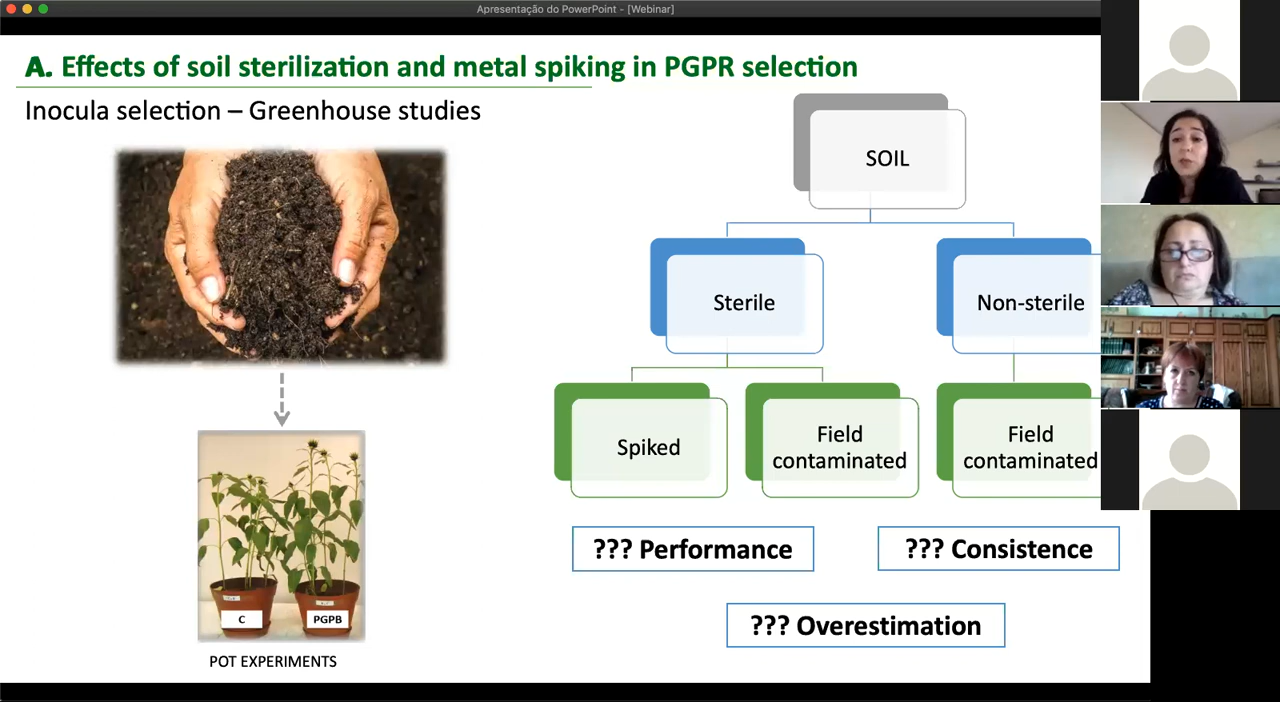 Apresentação do PowerPoint - [Webinar]
A. Effects of soil sterilization and metal spiking in PGPR selection
Inocula selection – Greenhouse studies
SOIL
Sterile
Non-sterile
Spiked
Field
contaminated
Field
contaminated
??? Performance
??? Consistence
??? Overestimation
C
PGPB
POT EXPERIMENTS